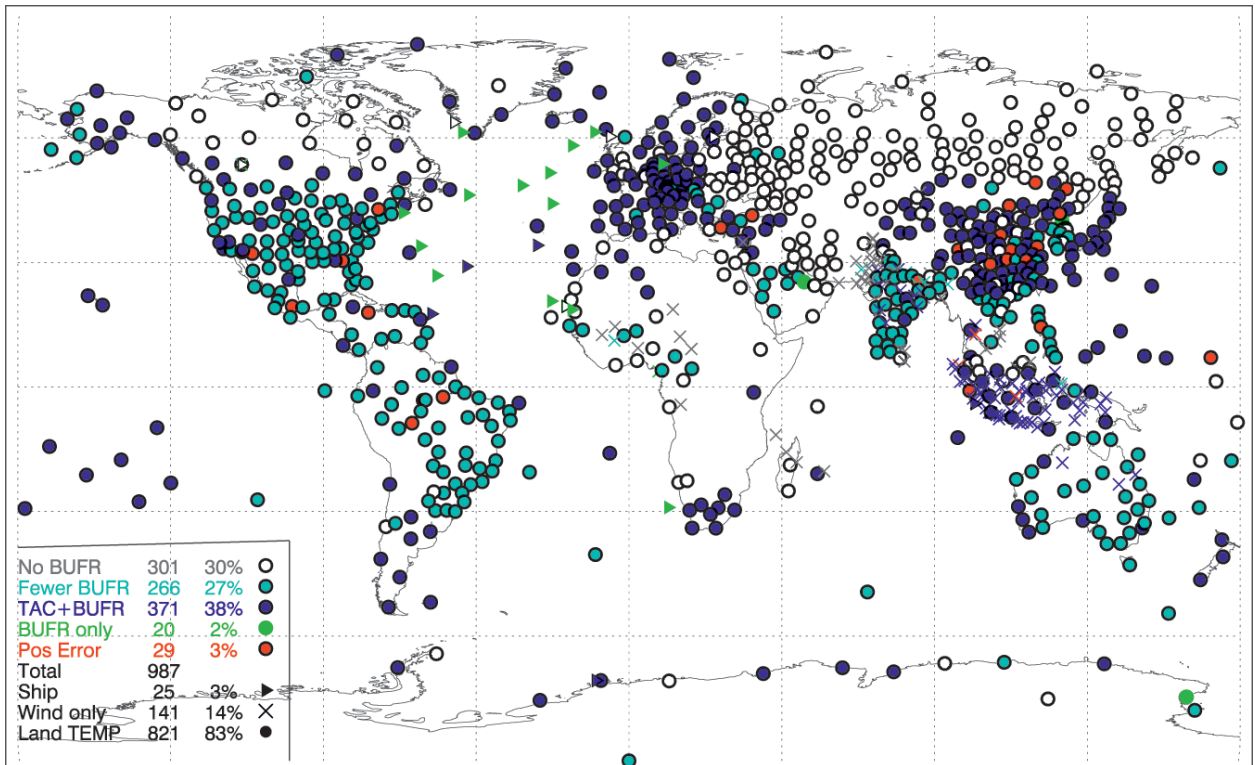 No BUFR 301 30%
Fewer BUFR 266 27%
TAC+BUFR 371 38%
BUFR only 20 2%
Pos Error 29 3%
Total 987
Ship 25 3%
Wind only 141 14%
Land TEMP 821 83%